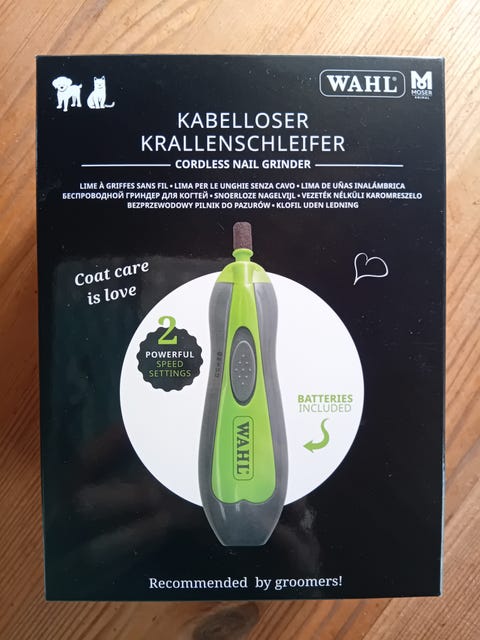 WAHL®
MOSER
ANIMAL
KABELLOSER
KRALLENSCHLEIFER
CORDLESS NAIL GRINDER
LIME À GRIFFES SANS FIL • LIMA PER LE UNGHIE SENZA CAVO • LIMA DE UÑAS INALÁMBRICA
БЕСПРОВОДНОЙ ГРИНДЕР ДЛЯ КОГТЕЙ • SNOERLOZE NAGELVIJL • VEZETÉK NÉLKÜLI KAROMRESZELO
BEZPRZEWODOWY PILNIK DO PAZURÓW • KLOFIL UDEN LEDNING
Coat care
is love
2
POWERFUL
SPEED
SETTINGS
BATTERIES
INCLUDED
WAHL
Recommended by groomers!